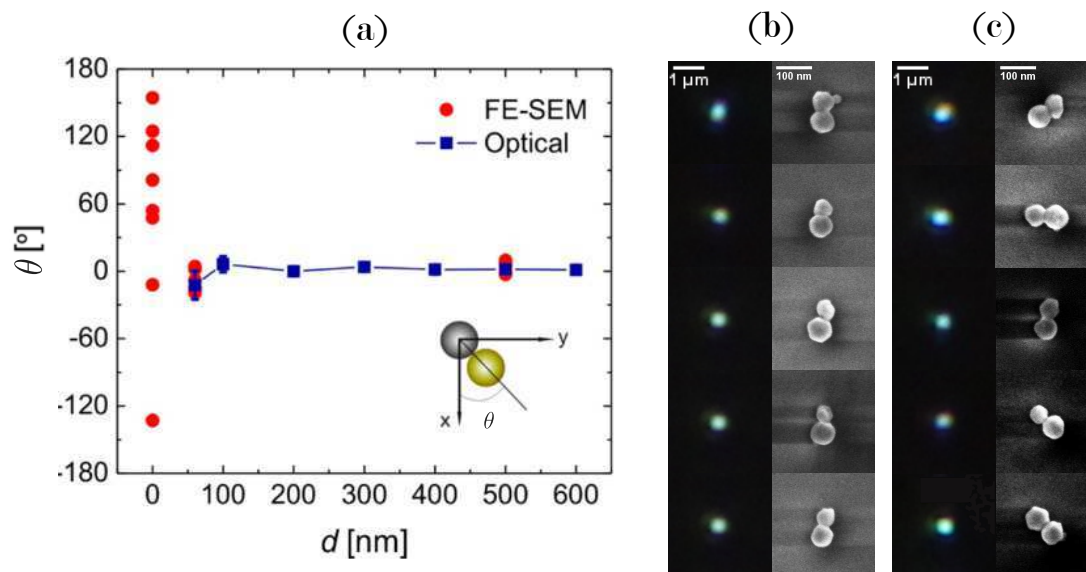 (a)
(b)
(c)
180
120
60
0
-60
-120
-180
θ [º]
FE-SEM
Optical
y
x
θ
0
100
200
300
400
500
600
d [nm]
1 µm
100 nm
1 µm
100 nm